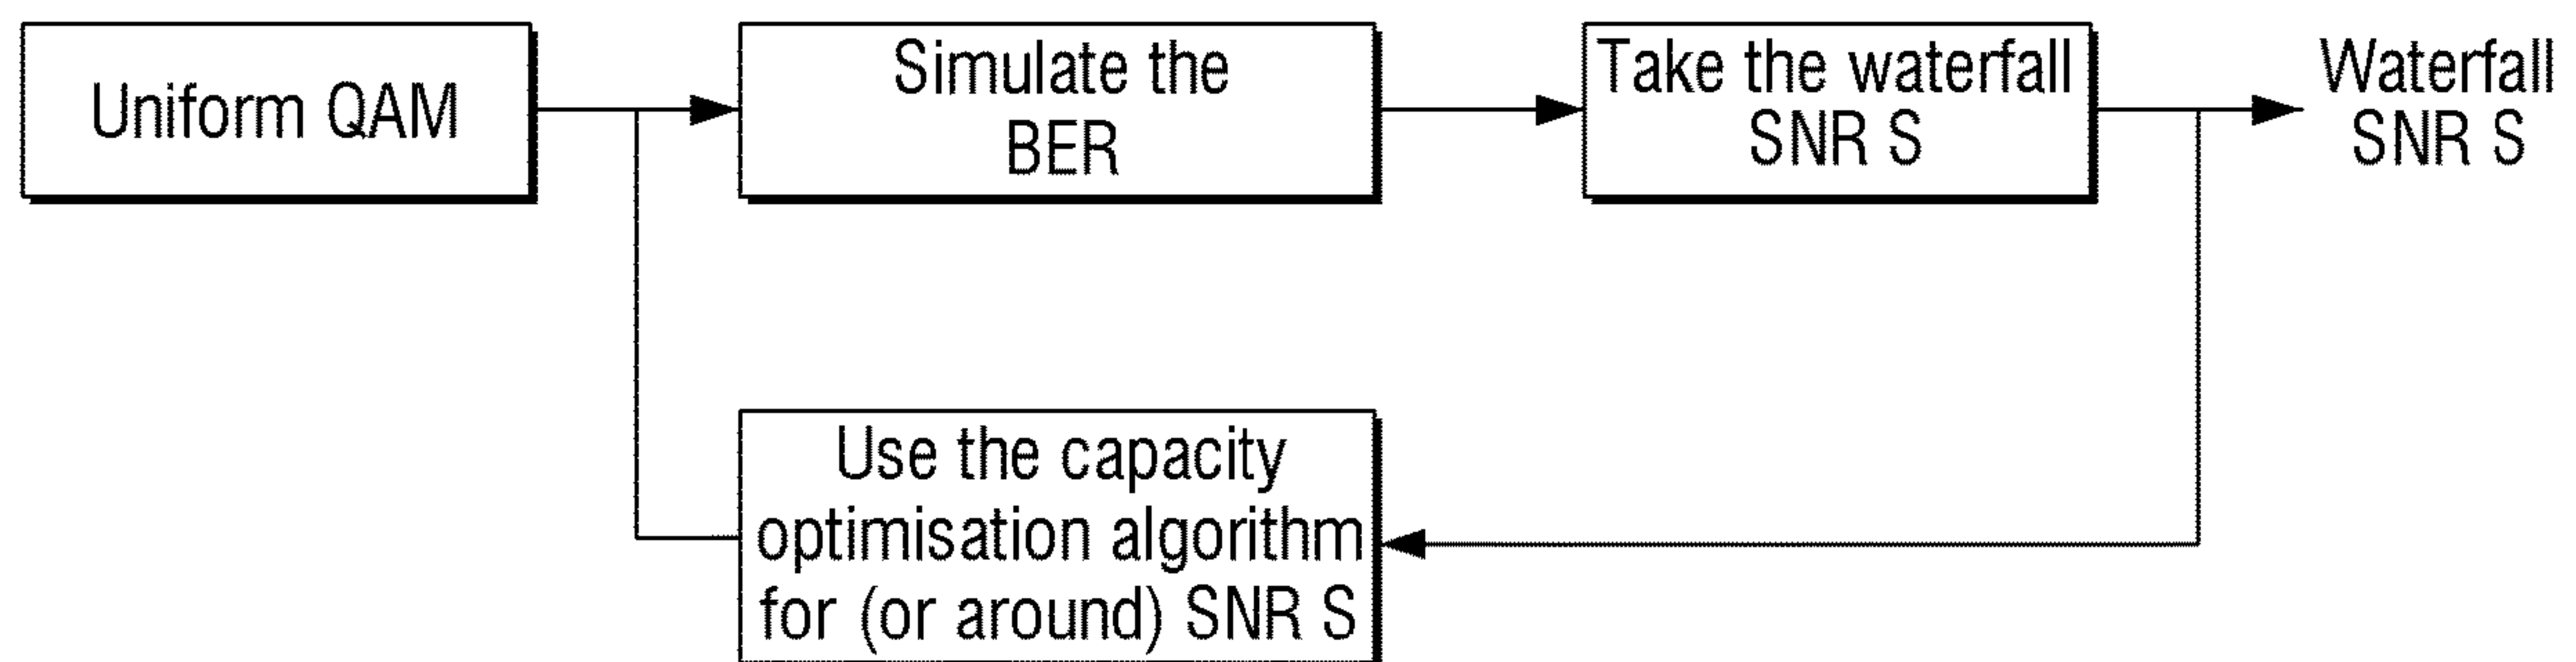 Uniform QAM
Simulate the
BER
Take the waterfall
SNR S
Waterfall
SNR S
Use the capacity
optimisation algorithm
for (or around) SNR S